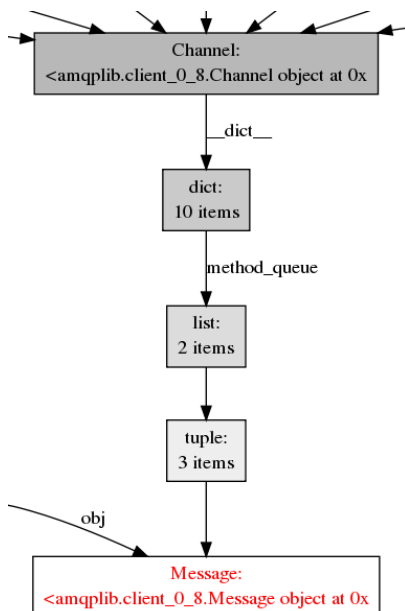 Channel:
<amqplib.client_0_8.Channel object at 0x
__dict__
dict:
10 items
method_queue
list:
2 items
tuple:
3 items
obj
Message:
<amqplib.client_0_8.Message object at 0x